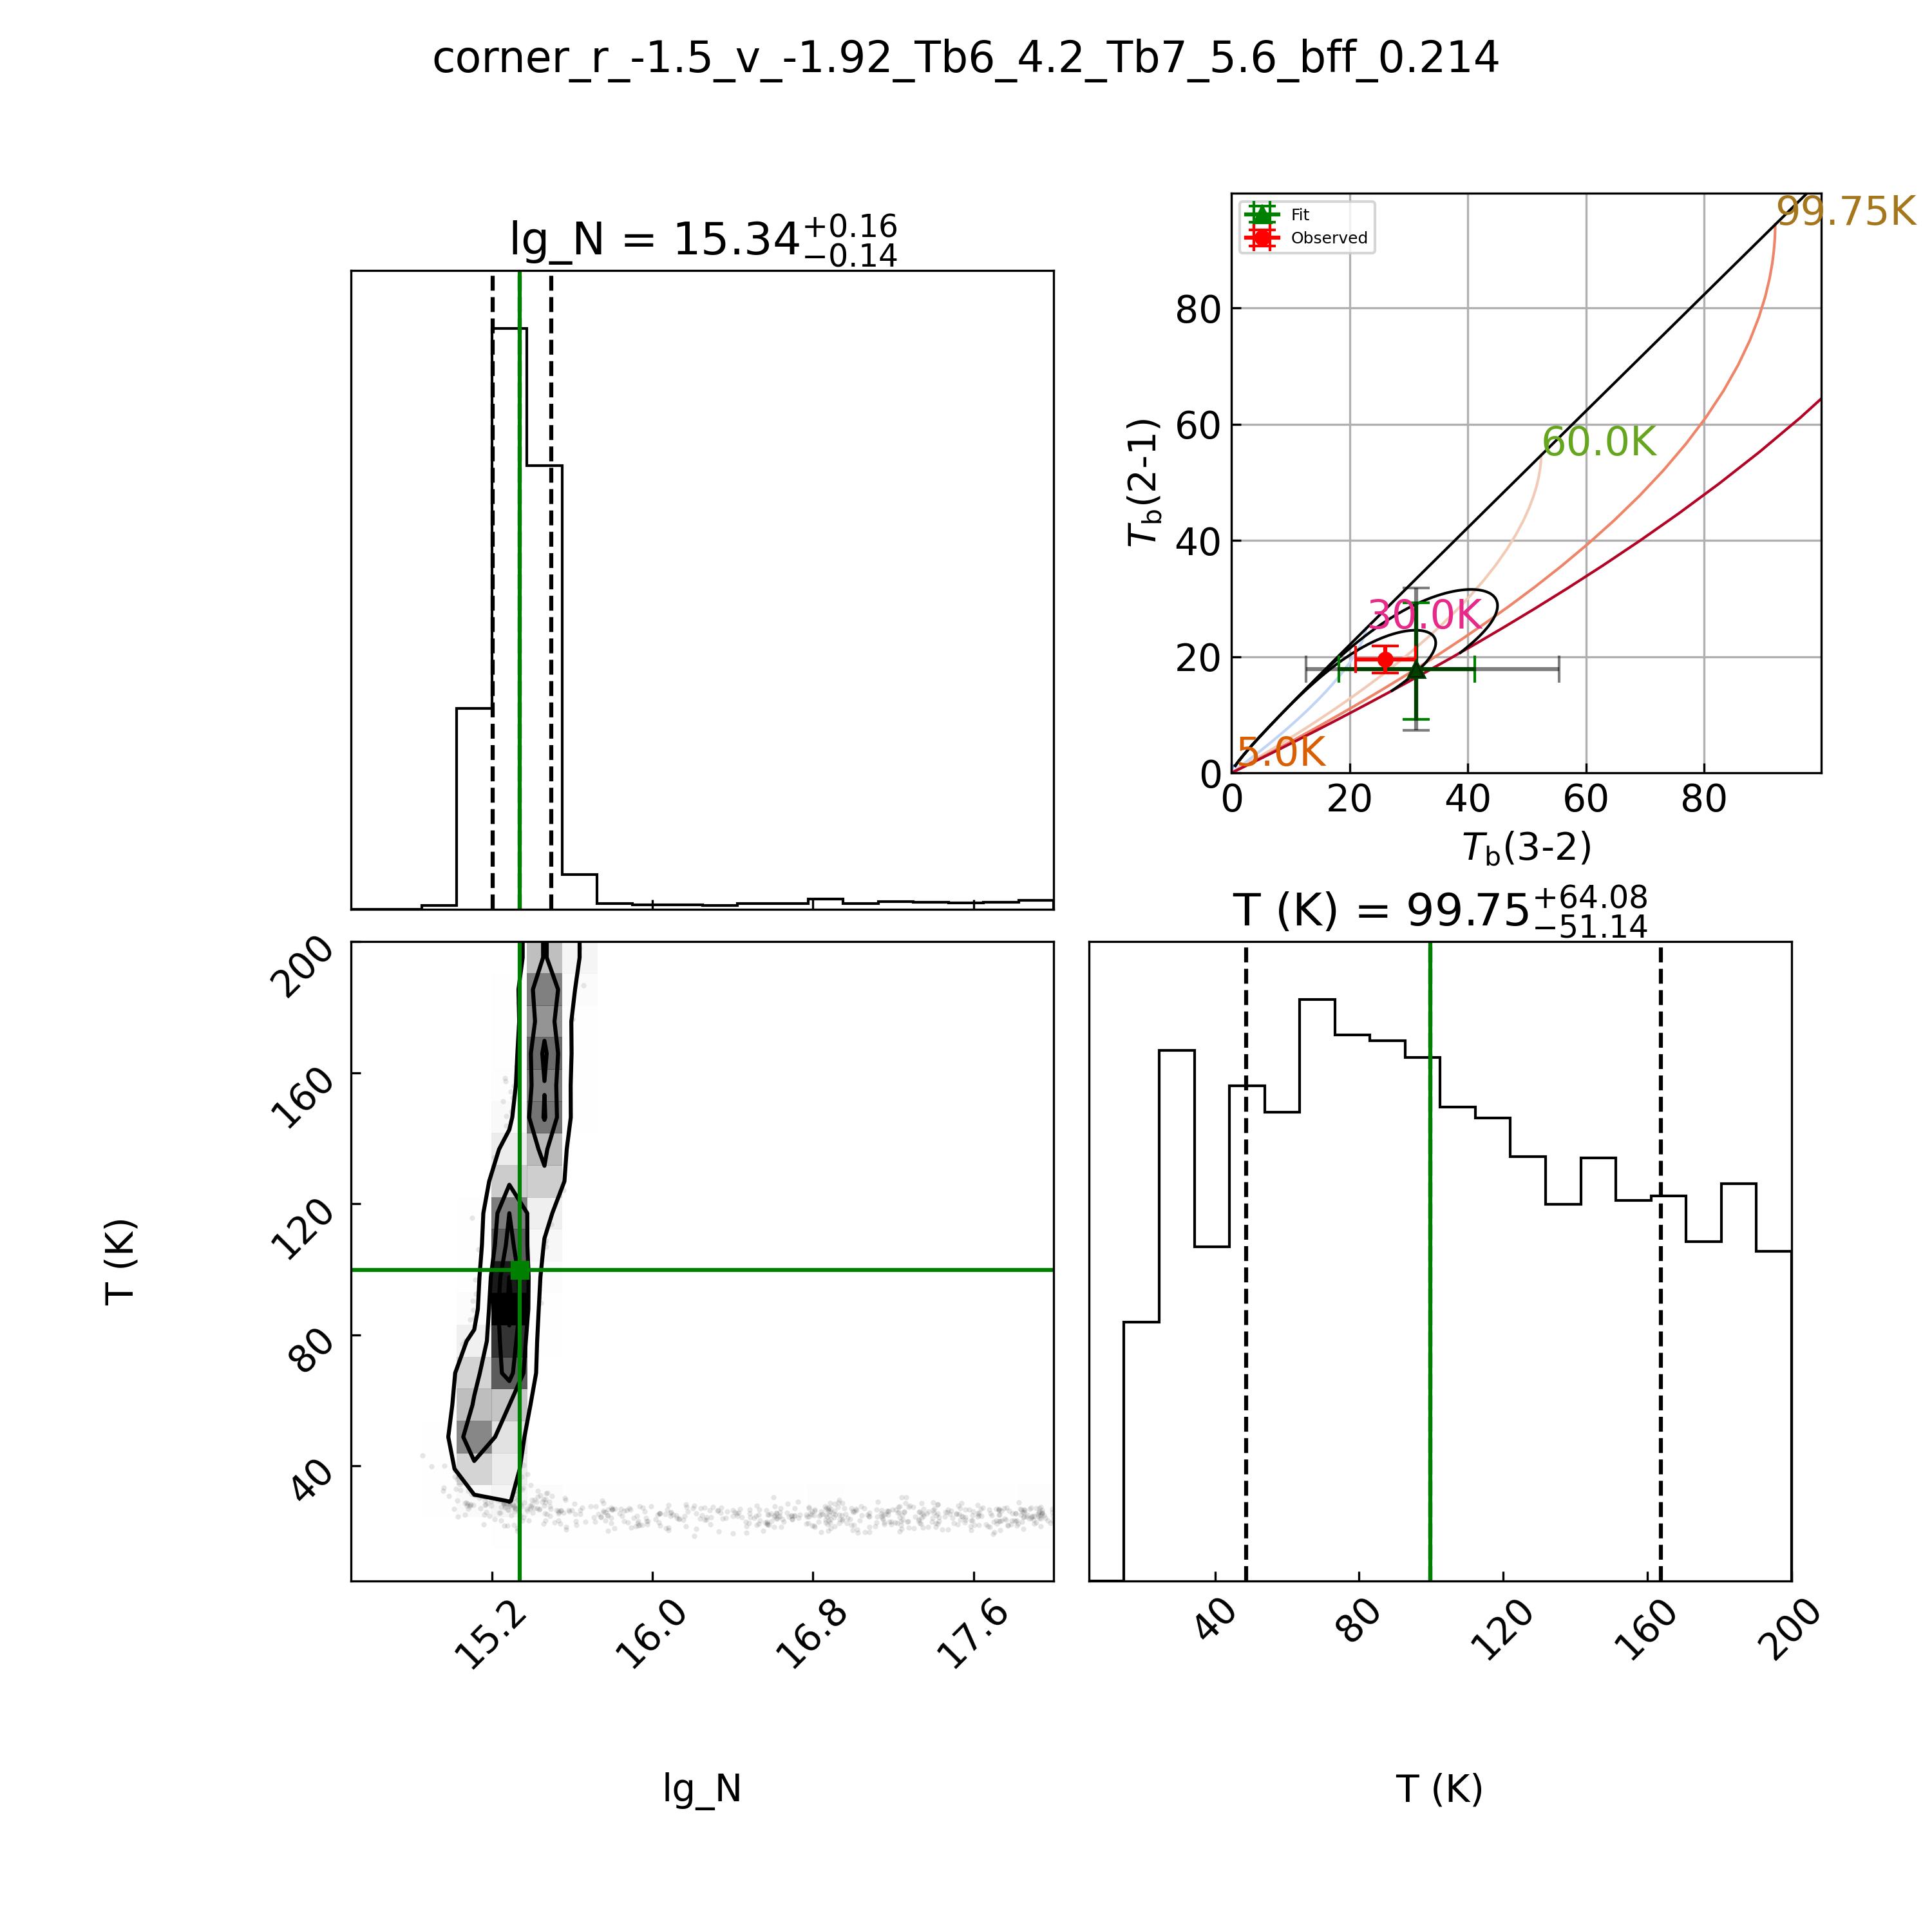 corner_r_-1.5_v_-1.92_Tb6_4.2_Tb7_5.6_bff_0.214
lg_N = 15.34+0.16−0.14
Fit
Observed
99.75K
60.0K
30.0K
5.0K
80
60
40
20
0
Tb(2-1)
0 20 40 60 80
Tb(3-2)
T (K) = 99.75+64.08−51.14
200
160
120
80
40
T (K)
15.2 16.0 16.8 17.6
lg_N
40 80 120 160 200
T (K)